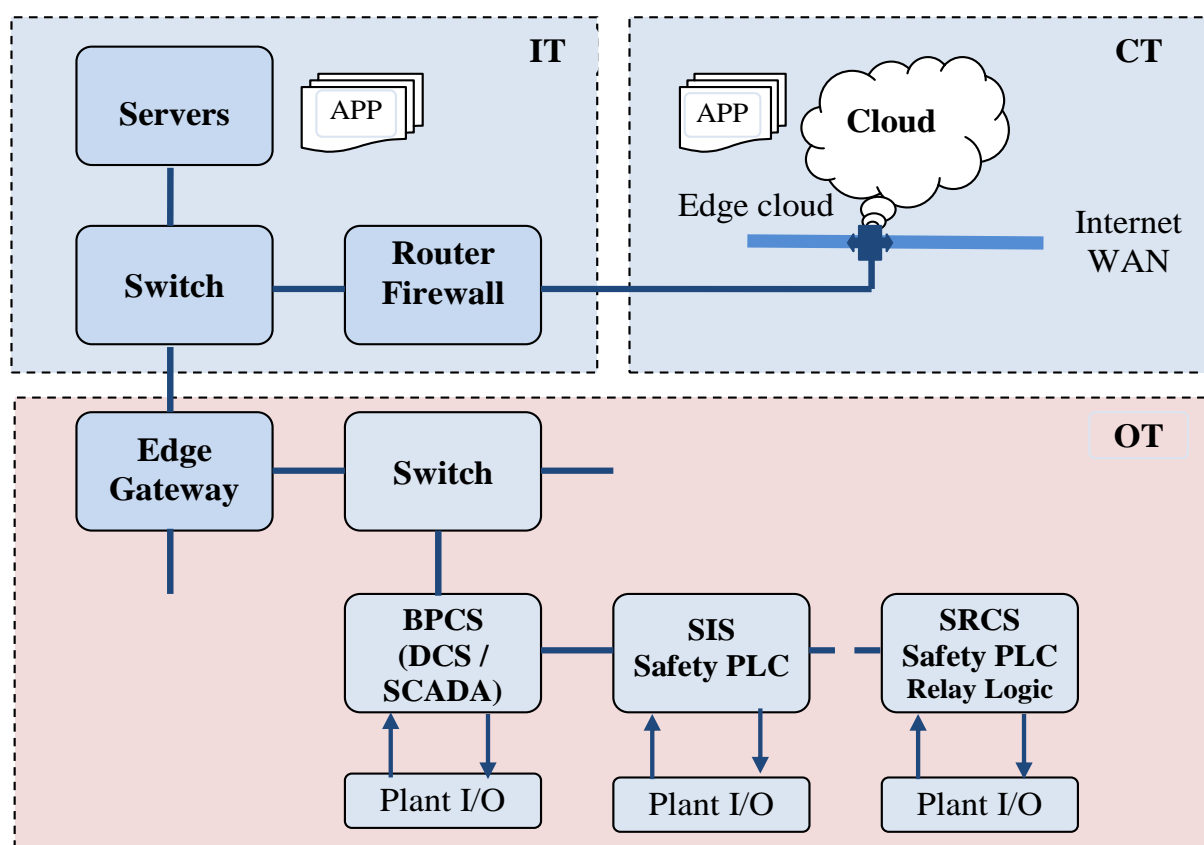 IT
Servers
APP
Switch
Router
Firewall
CT
APP
Cloud
Edge cloud
Internet
WAN
OT
Edge
Gateway
Switch
BPCS
(DCS /
SCADA)
SIS
Safety PLC
SRCS
Safety PLC
Relay Logic
Plant I/O
Plant I/O
Plant I/O